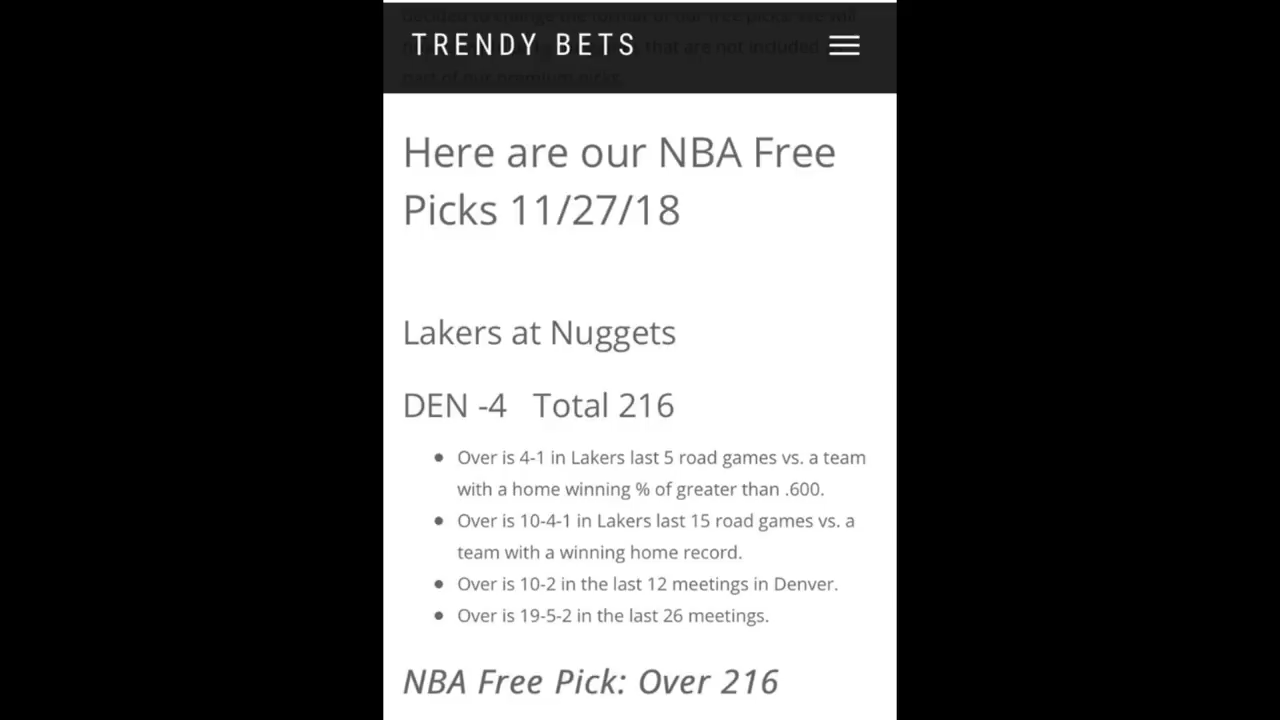 TRENDY BETS
Here are our NBA Free
Picks 11/27/18
Lakers at Nuggets
DEN -4 Total 216
Over is 4-1 in Lakers last 5 road games vs. a team
with a home winning % of greater than .600.
Over is 10-4-1 in Lakers last 15 road games vs. a
team with a winning home record.
Over is 10-2 in the last 12 meetings in Denver.
Over is 19-5-2 in the last 26 meetings.
NBA Free Pick: Over 216